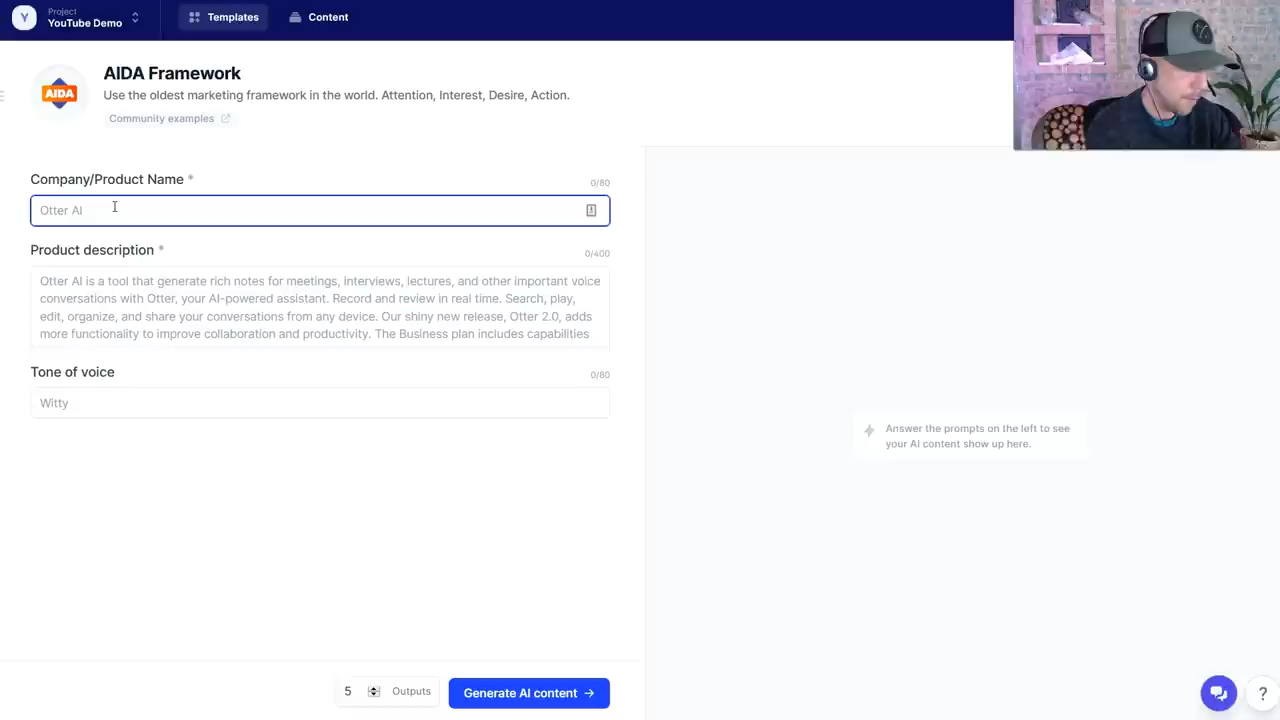 Y
Project
YouTube Demo
Templates
Content
AIDA
AIDA Framework
Use the oldest marketing framework in the world. Attention, Interest, Desire, Action.
Community examples
Company/Product Name *
0/80
Otter AI
Product description *
0/400
Otter AI is a tool that generate rich notes for meetings, interviews, lectures, and other important voice
conversations with Otter, your AI-powered assistant. Record and review in real time. Search, play,
edit, organize, and share your conversations from any device. Our shiny new release, Otter 2.0, adds
more functionality to improve collaboration and productivity. The Business plan includes capabilities
Tone of voice
0/80
Witty
Answer the prompts on the left to see
your AI content show up here.
5
Outputs
Generate AI content →
?